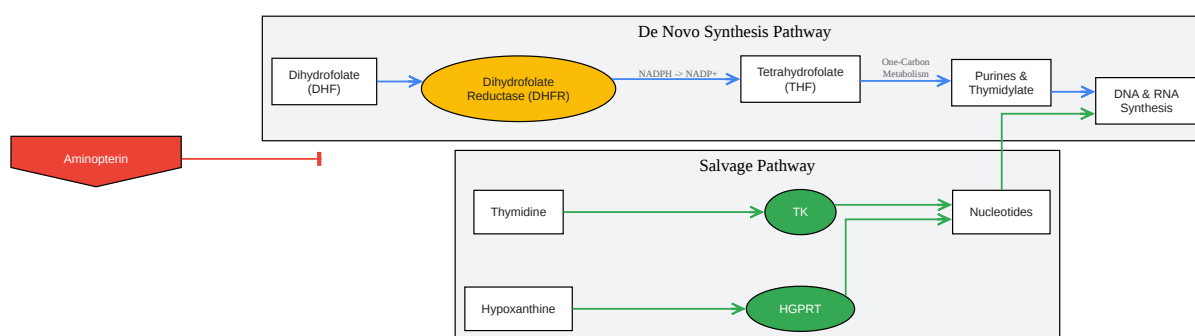 De Novo Synthesis Pathway
Dihydrofolate
(DHF)
Dihydrofolate
Reductase (DHFR)
NADPH -> NADP+
Tetrahydrofolate
(THF)
One-Carbon
Metabolism
Purines &
Thymidylate
DNA & RNA
Synthesis
Aminopterin
Salvage Pathway
Thymidine
TK
Nucleotides
Hypoxanthine
HGPRT